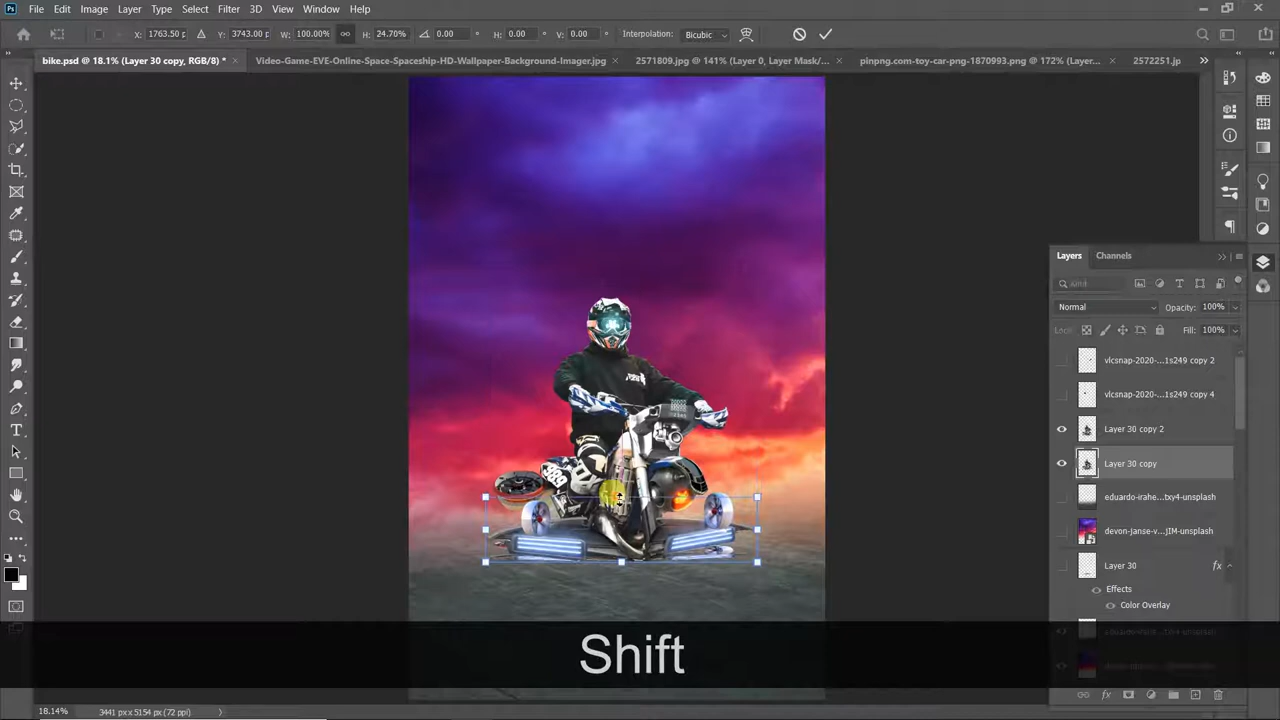 File Edit Image Layer Type Select Filter 3D View Window Help
X: 1763.50 p Y: 3743.00 p W: 100.00% H: 24.70% 0.00 ° H: 0.00 ° V: 0.00 ° Interpolation: Bicubic
bike.psd @ 18.1% (Layer 30 copy, RGB/8) * Video-Game-EVE-Online-Space-Spaceship-HD-Wallpaper-Background-Imager.jpg 2571809.jpg @ 141% (Layer 0, Layer Mask/... pinpng.com-toy-car-png-1870993.png @ 172% (Layer... 2572251.jp
Layers Channels
Kind
Normal Opacity: 100%
Lock: Fill: 100%
vlcsnap-2020-...1s249 copy 2
vlcsnap-2020-...1s249 copy 4
Layer 30 copy 2
Layer 30 copy
eduardo-irahe...txy4-unsplash
devon-janse-v...jIM-unsplash
Layer 30 fx
Effects
Color Overlay
389
Shift
18.14% 3441 px x 5154 px (72 ppi)